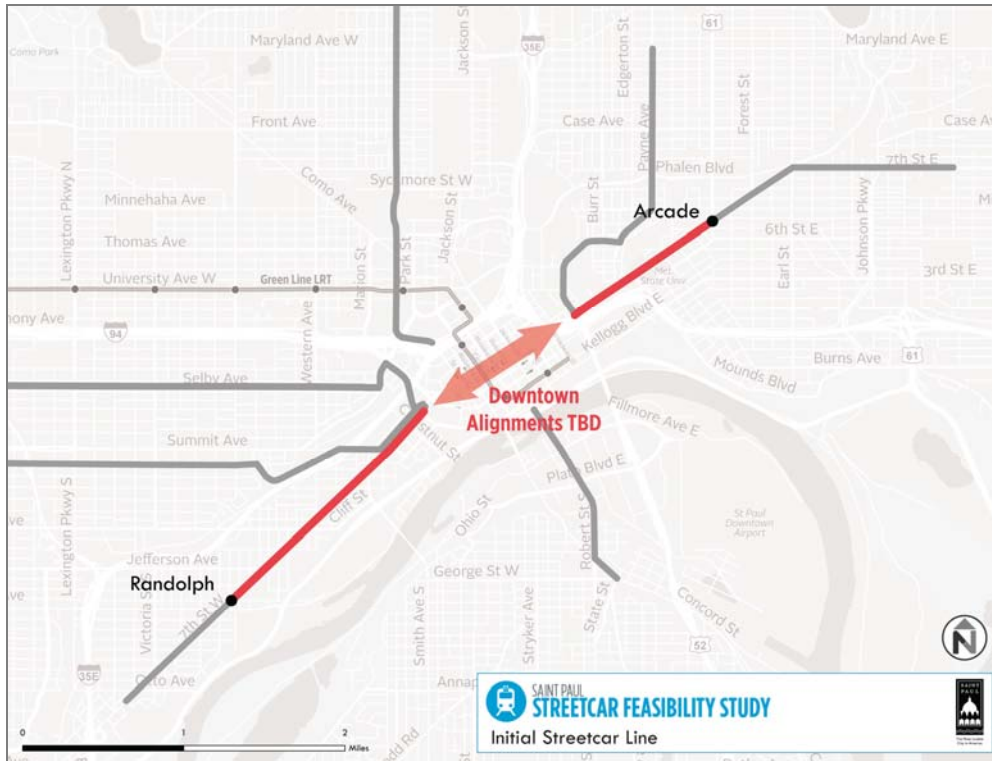 Maryland Ave W
Jackson St
35E
Edgerton St
61
Maryland Ave E
Como Park
Front Ave
Case Ave
Payne Ave
Forest St
Case Av
Lexington Pkwy N
Como Ave
Sycamore St W
Phalen Blvd
7th St E
Minnehaha Ave
Jackson St
Burr St
Arcade
Johnson Pkwy
Thomas Ave
Marion St
Park St
6th St E
Earl St
University Ave W
Green Line LRT
3rd St E
94
Western Ave
Kellogg Blvd E
Burns Ave
61
Selby Ave
Mounds Blvd
Downtown
Alignments TBD
Fillmore Ave E
Summit Ave
Chestnut St
Plato Blvd E
Lexington Pkwy S
Cliff St
Ohio St
St Paul
Downtown
Airport
Jefferson Ave
Robert St S
Randolph
George St W
Victoria St S
7th St W
Smith Ave S
Stryker Ave
State St
Concord St
52
N
35E
Otto Ave
SAINT PAUL
STREETCAR FEASIBILITY STUDY
Initial Streetcar Line
SAINT
PAUL
0 1 2
Miles